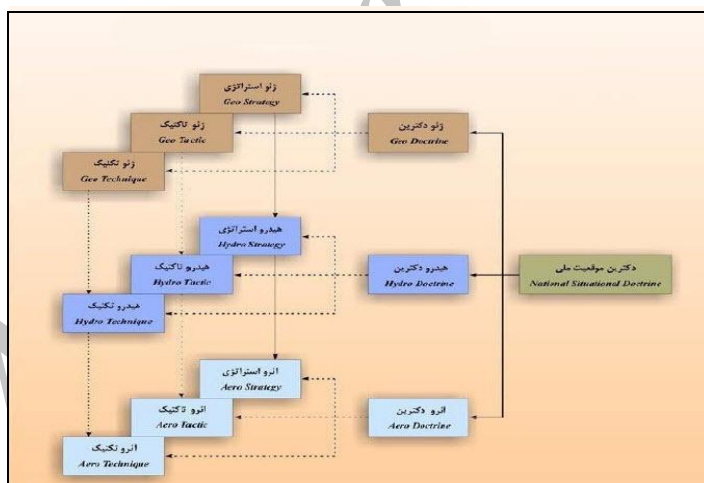 ژئو استراتژی
Geo Strategy
ژئو تاکتیک
Geo Tactic
ژئو دکترین
Geo Doctrine
ژئو تکنیک
Geo Technique
هیدرو استراتژی
Hydro Strategy
هیدرو تاکتیک
Hydro Tactic
هیدرو دکترین
Hydro Doctrine
دکترین موقعیت ملی
National Situational Doctrine
هیدرو تکنیک
Hydro Technique
ائرو استراتژی
Aero Strategy
ائرو تاکتیک
Aero Tactic
ائرو دکترین
Aero Doctrine
ائرو تکنیک
Aero Technique